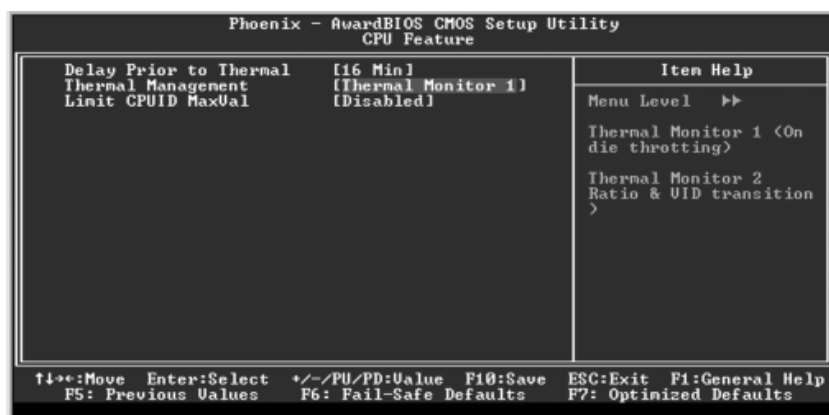 Phoenix - AwardBIOS CMOS Setup Utility
CPU Feature
Delay Prior to Thermal [16 Min]
Thermal Management [Thermal Monitor 1]
Limit CPUID MaxVal [Disabled]
Item Help
Menu Level ▶▶
Thermal Monitor 1 (On
die throtting)
Thermal Monitor 2
Ratio & VID transition
)
↑↓→←:Move Enter:Select +/-/PU/PD:Value F10:Save ESC:Exit F1:General Help
F5: Previous Values F6: Fail-Safe Defaults F7: Optimized Defaults